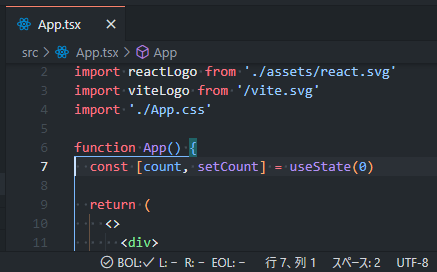 App.tsx ×
src > App.tsx > App
2 import reactLogo from './assets/react.svg'
3 import viteLogo from '/vite.svg'
4 import './App.css'
5
6 function App() {
7   const [count, setCount] = useState(0)
8
9   return (
10     <>
11       <div>
BOL:✓ L: − R: − EOL: − 行 7、列 1 スペース: 2 UTF-8